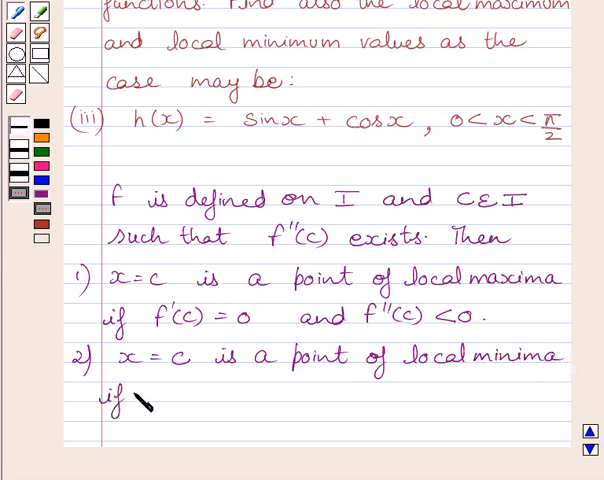 functions. Find also the local maximum
and local minimum values as the
case may be:
(iii) h(x) = sinx + cosx, 0 < x < π/2
f is defined on I and C ∈ I
such that f''(c) exists. Then
1) x = c is a point of local maxima
if f'(c) = 0 and f''(c) < 0.
2) x = c is a point of local minima
if